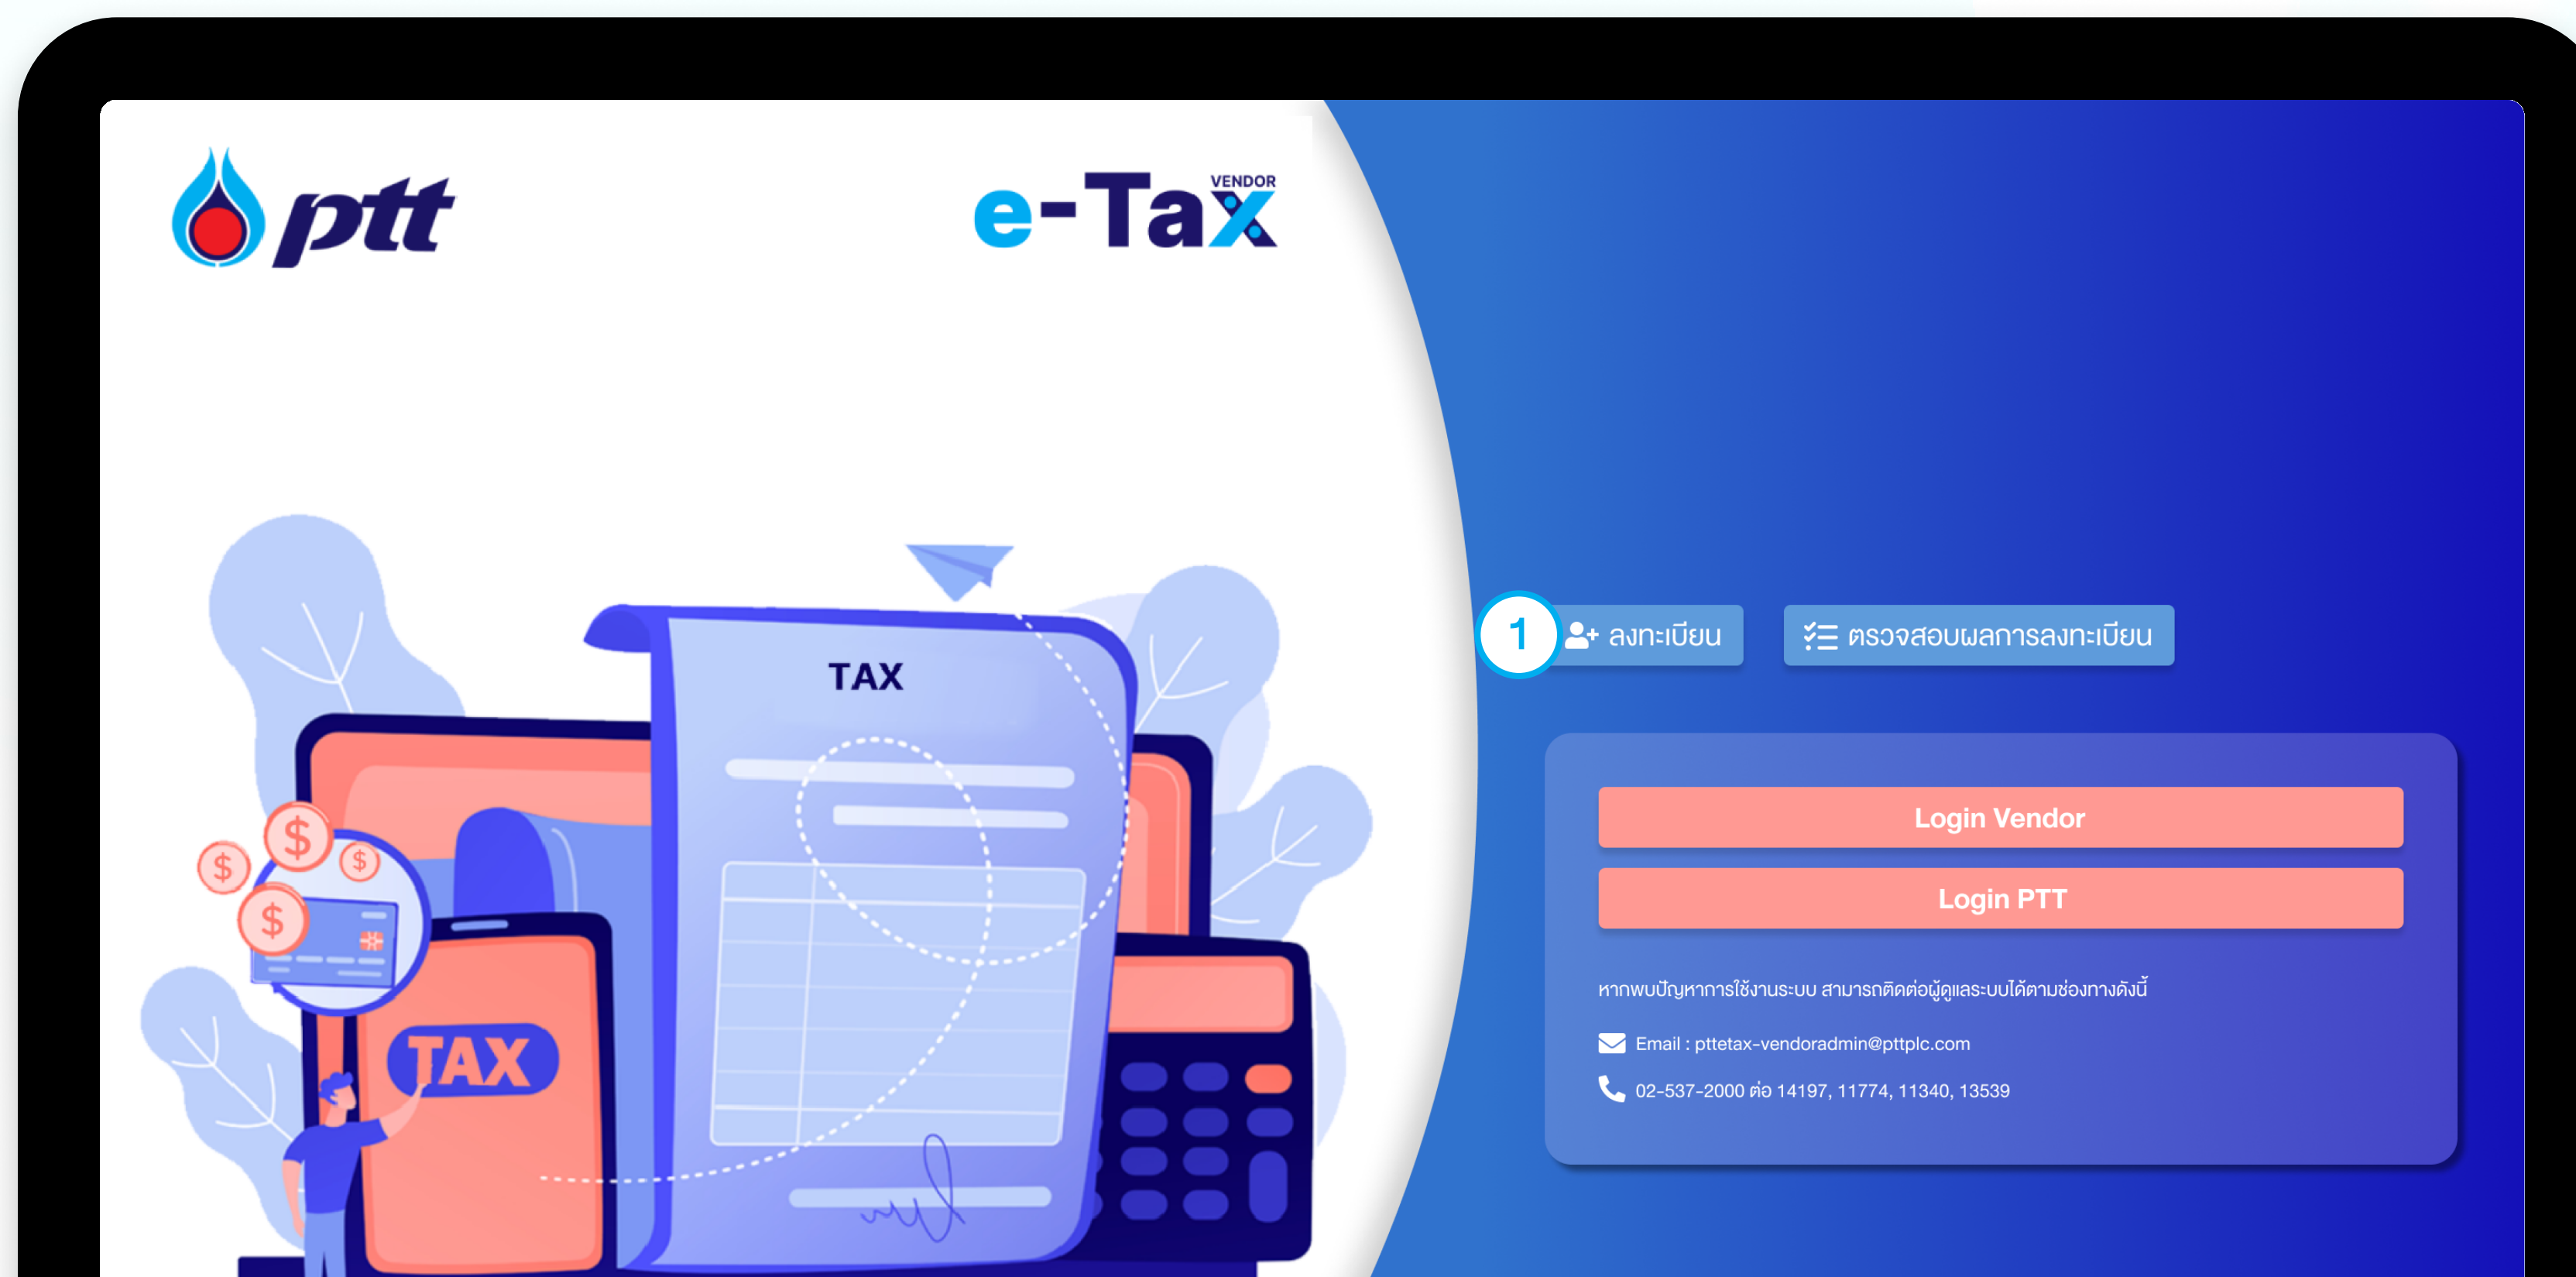 ptt
e-Tax
VENDOR
TAX
TAX
1
ลงทะเบียน
ตรวจสอบผลการลงทะเบียน
Login Vendor
Login PTT
หากพบปัญหาการใช้งานระบบ สามารถติดต่อผู้ดูแลระบบได้ตามช่องทางดังนี้
Email : pttetax-vendoradmin@pttplc.com
02-537-2000 ต่อ 14197, 11774, 11340, 13539